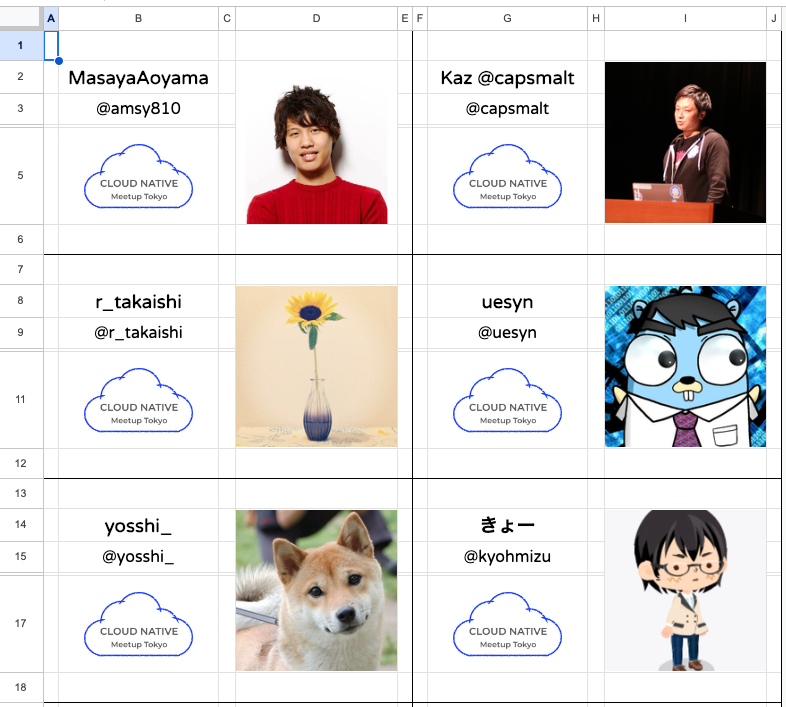 A B C D E F G H I J
1
2 MasayaAoyama Kaz @capsmalt
3 @amsy810 @capsmalt
5 CLOUD NATIVE CLOUD NATIVE
Meetup Tokyo Meetup Tokyo
6
7
8 r_takaishi uesyn
9 @r_takaishi @uesyn
11 CLOUD NATIVE CLOUD NATIVE
Meetup Tokyo Meetup Tokyo
12
13
14 yosshi_ きょー
15 @yosshi_ @kyohmizu
17 CLOUD NATIVE CLOUD NATIVE
Meetup Tokyo Meetup Tokyo
18